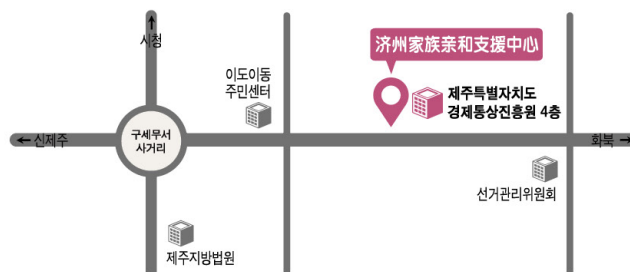 시청
济州家族亲和支援中心
이도이동
주민센터
제주특별자치도
경제통상진흥원 4층
← 신제주
구세무서
사거리
화북 →
선거관리위원회
제주지방법원